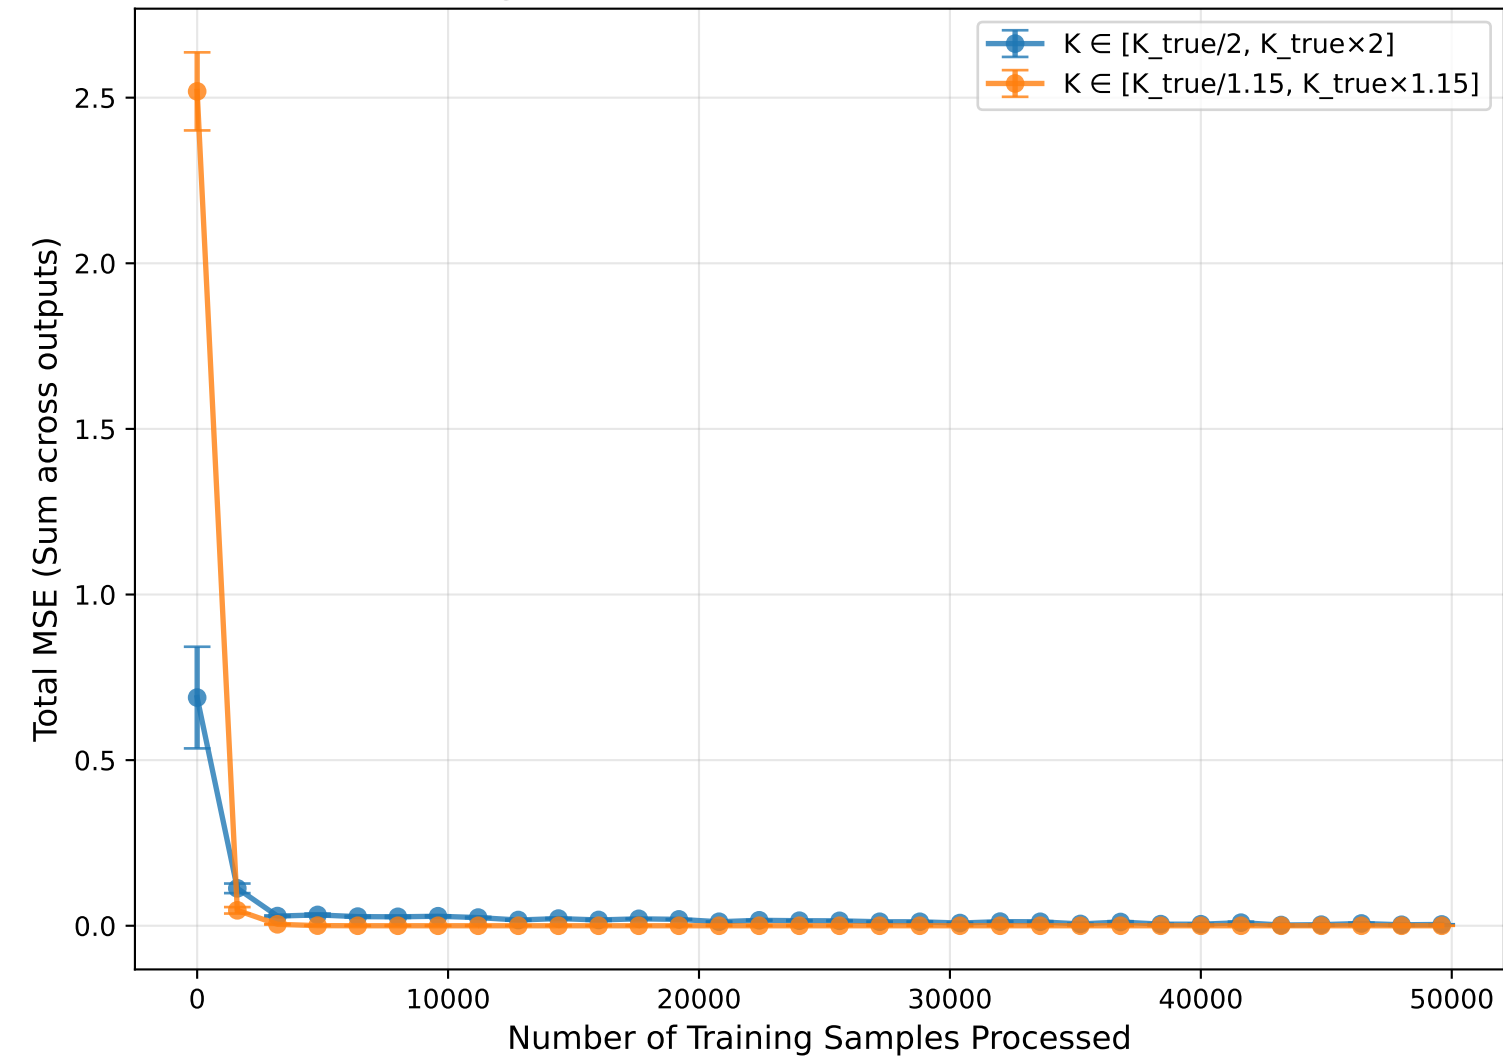 K ∈ [K_true/2, K_true×2]
K ∈ [K_true/1.15, K_true×1.15]
Total MSE (Sum across outputs)
2.5
2.0
1.5
1.0
0.5
0.0
0 10000 20000 30000 40000 50000
Number of Training Samples Processed